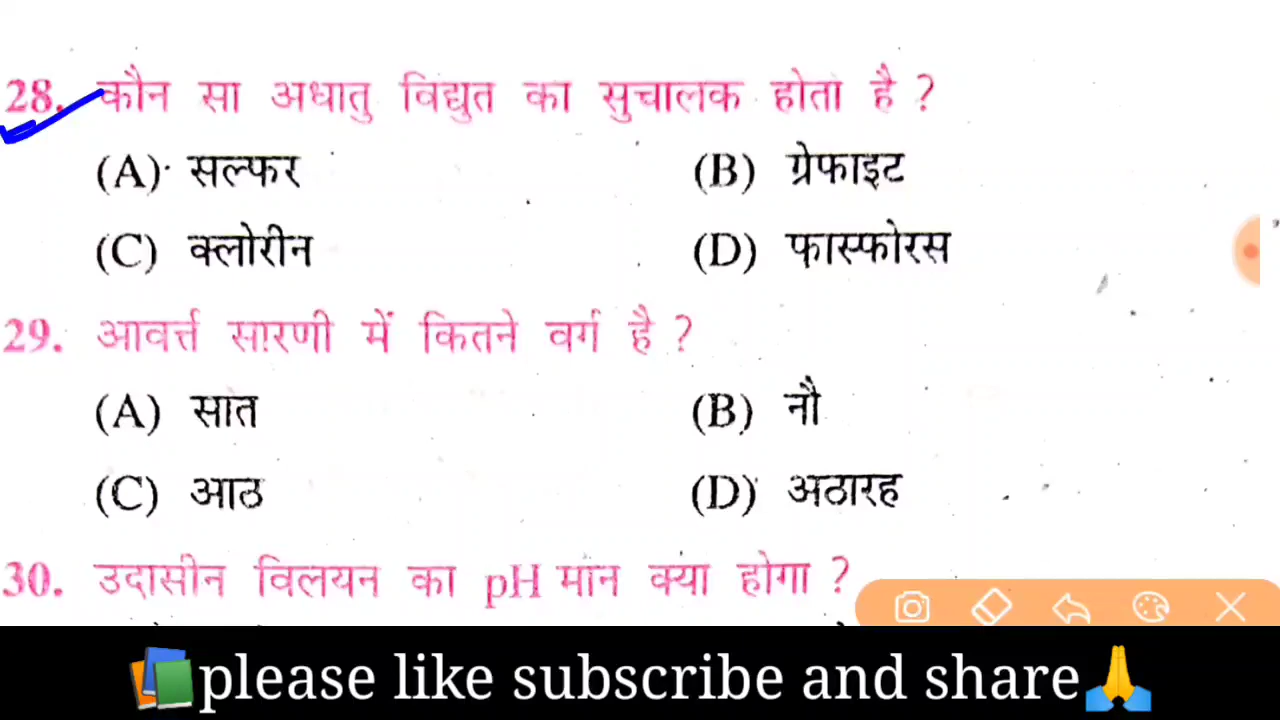 28. कौन सा अधातु विद्युत का सुचालक होता है ?
(A) सल्फर (B) ग्रेफाइट
(C) क्लोरीन (D) फास्फोरस
29. आवर्त्त सारणी में कितने वर्ग है ?
(A) सात (B) नौ
(C) आठ (D) अठारह
30. उदासीन विलयन का pH मान क्या होगा ?
📚please like subscribe and share🙏